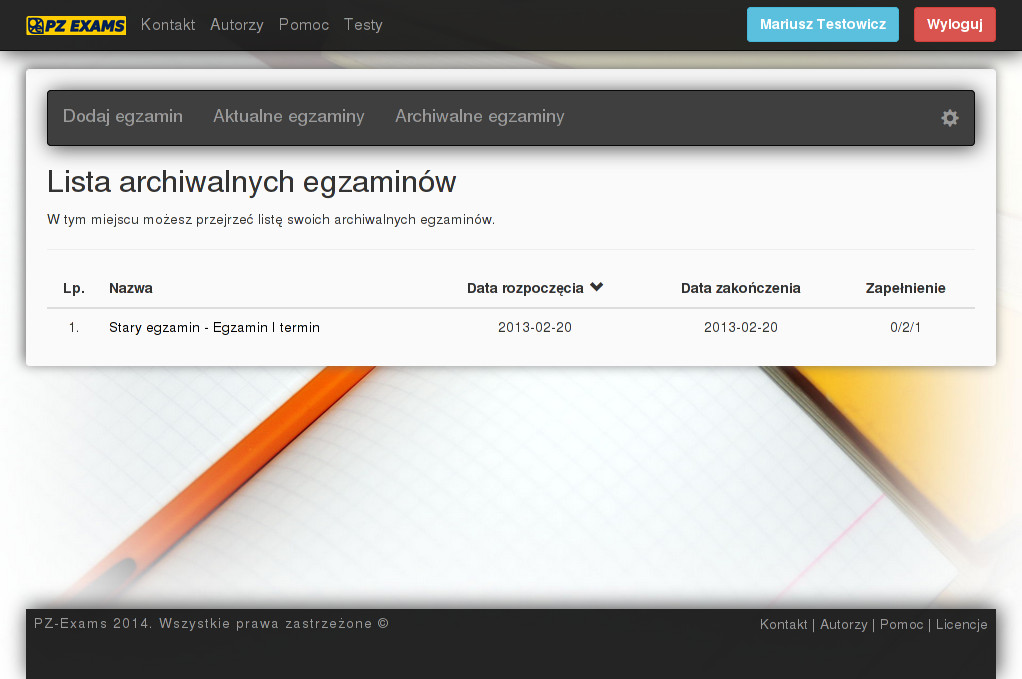 PZ EXAMS Kontakt Autorzy Pomoc Testy Mariusz Testowicz Wyloguj
Dodaj egzamin Aktualne egzaminy Archiwalne egzaminy
Lista archiwalnych egzaminów
W tym miejscu możesz przejrzeć listę swoich archiwalnych egzaminów.
Lp. Nazwa Data rozpoczęcia Data zakończenia Zapełnienie
1. Stary egzamin - Egzamin I termin 2013-02-20 2013-02-20 0/2/1
PZ-Exams 2014. Wszystkie prawa zastrzeżone © Kontakt | Autorzy | Pomoc | Licencje